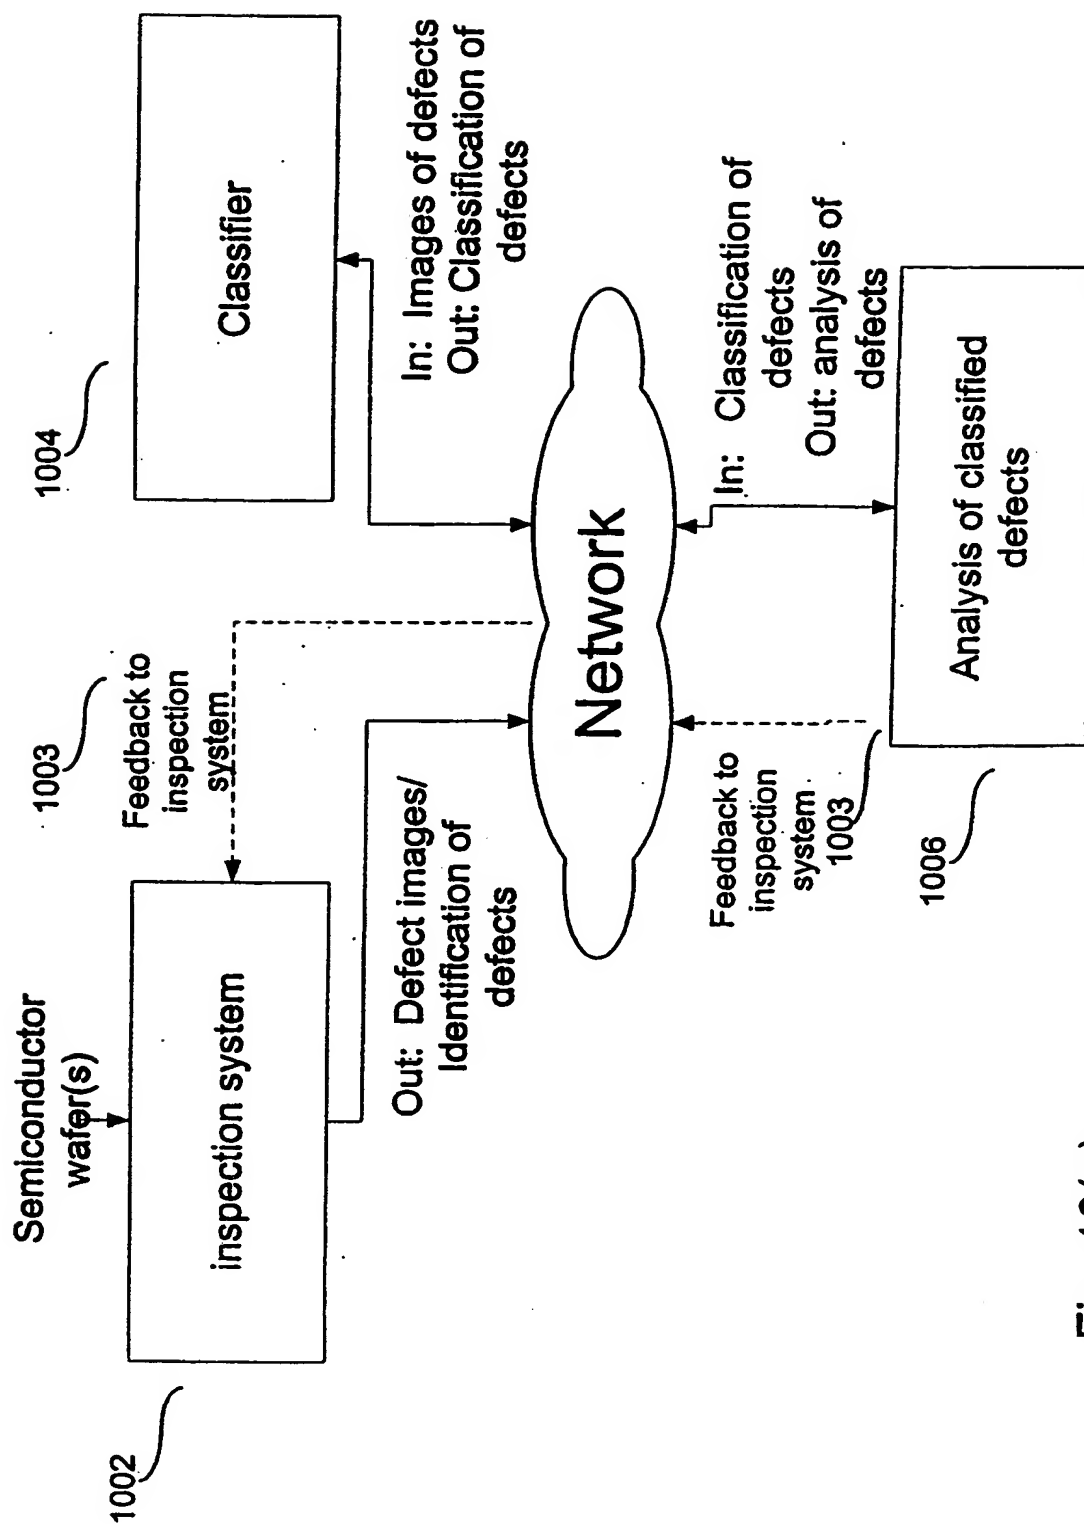 Semiconductor
wafer(s)
1002
inspection system
1003
Feedback to
inspection
system
1004
Classifier
Out: Defect images/
Identification of
defects
In: Images of defects
Out: Classification of
defects
Network
Feedback to
inspection
system
1003
In: Classification of
defects
Out: analysis of
defects
1006
Analysis of classified
defects